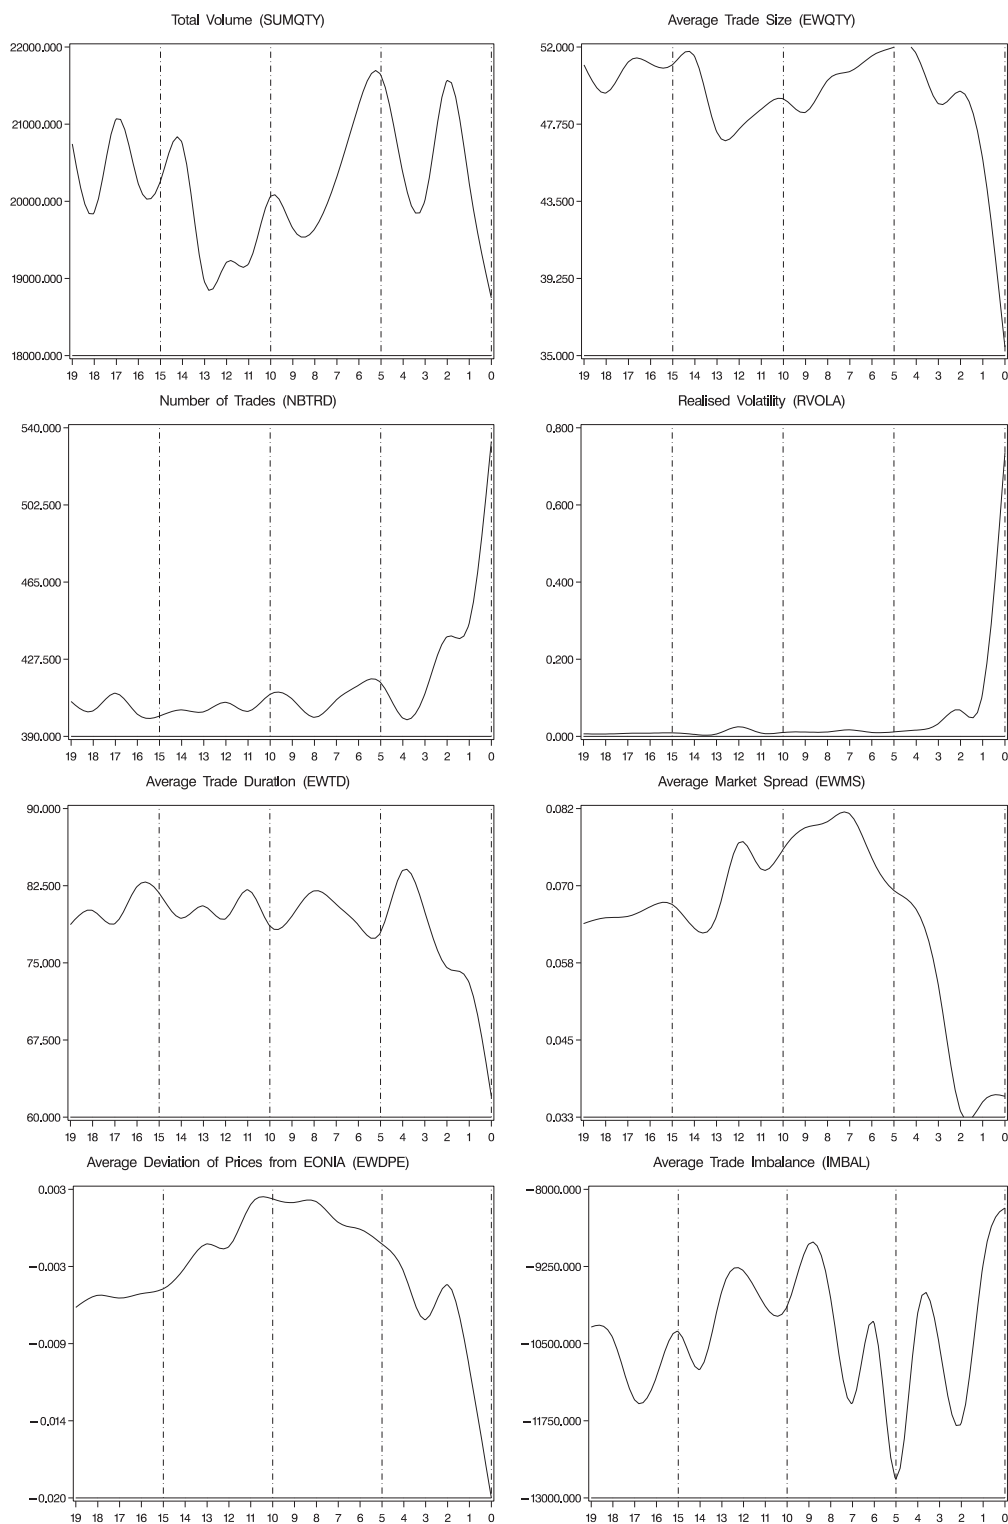 Total Volume (SUMQTY)
22000.000
21000.000
20000.000
19000.000
18000.000
19 18 17 16 15 14 13 12 11 10 9 8 7 6 5 4 3 2 1 0
Average Trade Size (EWQTY)
52.000
47.750
43.500
39.250
35.000
19 18 17 16 15 14 13 12 11 10 9 8 7 6 5 4 3 2 1 0
Number of Trades (NBTRD)
540.000
502.500
465.000
427.500
390.000
19 18 17 16 15 14 13 12 11 10 9 8 7 6 5 4 3 2 1 0
Realised Volatility (RVOLA)
0.800
0.600
0.400
0.200
0.000
19 18 17 16 15 14 13 12 11 10 9 8 7 6 5 4 3 2 1 0
Average Trade Duration (EWTD)
90.000
82.500
75.000
67.500
60.000
19 18 17 16 15 14 13 12 11 10 9 8 7 6 5 4 3 2 1 0
Average Market Spread (EWMS)
0.082
0.070
0.058
0.045
0.033
19 18 17 16 15 14 13 12 11 10 9 8 7 6 5 4 3 2 1 0
Average Deviation of Prices from EONIA (EWDPE)
0.003
−0.003
−0.009
−0.014
−0.020
19 18 17 16 15 14 13 12 11 10 9 8 7 6 5 4 3 2 1 0
Average Trade Imbalance (IMBAL)
−8000.000
−9250.000
−10500.000
−11750.000
−13000.000
19 18 17 16 15 14 13 12 11 10 9 8 7 6 5 4 3 2 1 0